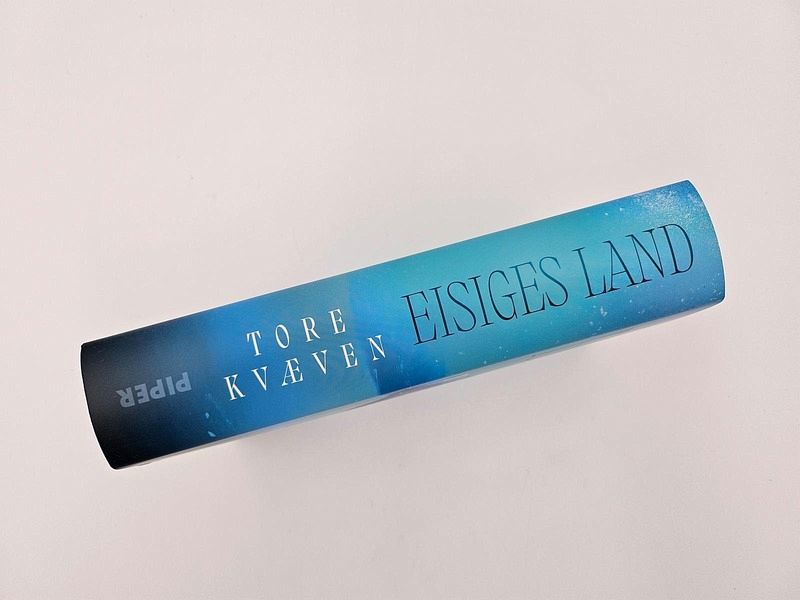 TORE
KVÆVEN
EISIGES LAND
PIPER